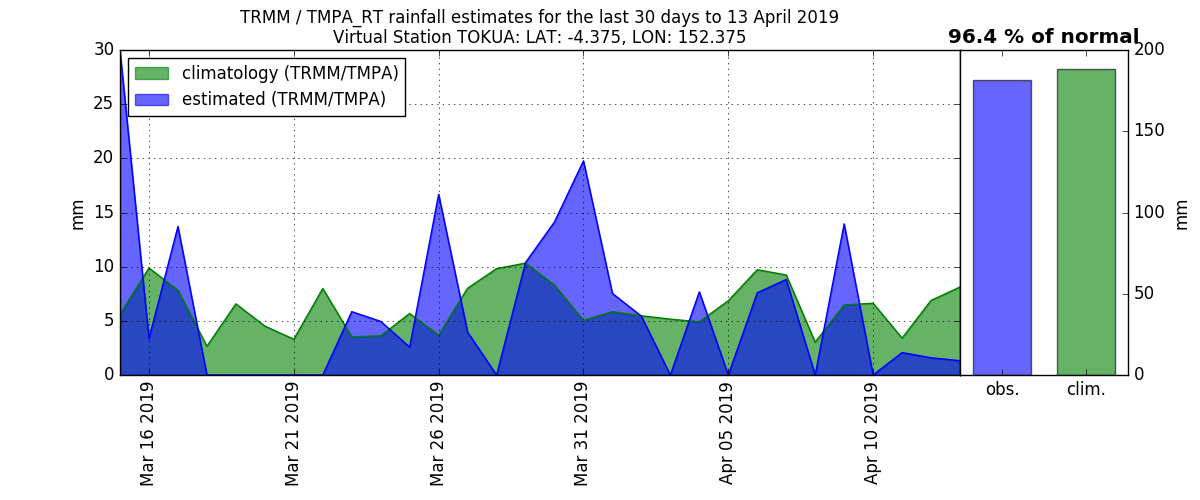 TRMM / TMPA_RT rainfall estimates for the last 30 days to 13 April 2019
Virtual Station TOKUA: LAT: -4.375, LON: 152.375
96.4 % of normal
climatology (TRMM/TMPA)
estimated (TRMM/TMPA)
30
25
20
15
10
5
0
mm
Mar 16 2019
Mar 21 2019
Mar 26 2019
Mar 31 2019
Apr 05 2019
Apr 10 2019
obs.
clim.
200
150
100
50
0
mm